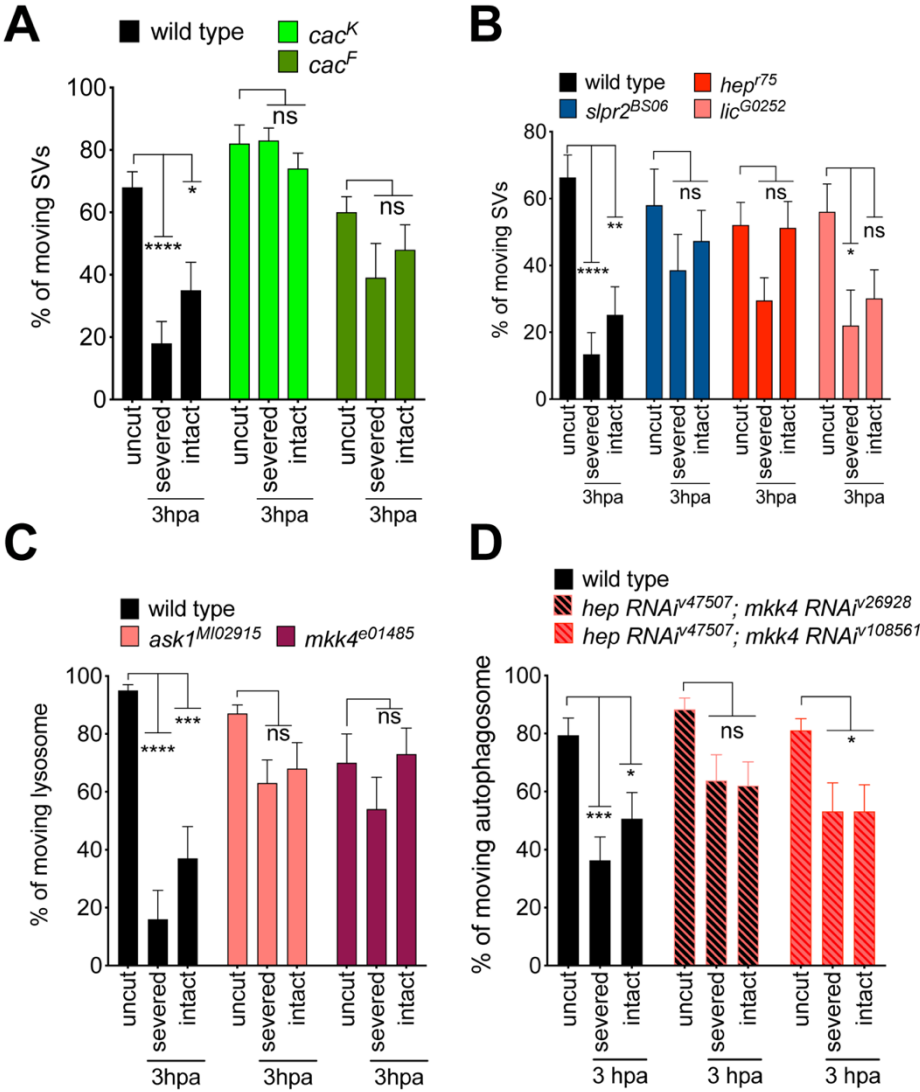 A
wild type
cac^K
cac^F
% of moving SVs
100
80
60
40
20
0
****
*
ns
ns
uncut
severed
intact
uncut
severed
intact
uncut
severed
intact
3hpa
3hpa
3hpa
B
wild type
hep^r75
slpr2^BS06
lic^G0252
% of moving SVs
80
60
40
20
0
****
**
ns
ns
*
ns
uncut
severed
intact
uncut
severed
intact
uncut
severed
intact
uncut
severed
intact
3hpa
3hpa
3hpa
3hpa
C
wild type
ask1^MI02915
mkk4^e01485
% of moving lysosome
100
80
60
40
20
0
****
***
ns
ns
uncut
severed
intact
uncut
severed
intact
uncut
severed
intact
3hpa
3hpa
3hpa
D
wild type
hep RNAi^v47507; mkk4 RNAi^v26928
hep RNAi^v47507; mkk4 RNAi^v108561
% of moving autophagosome
100
80
60
40
20
0
***
*
ns
*
uncut
severed
intact
uncut
severed
intact
uncut
severed
intact
3 hpa
3 hpa
3 hpa